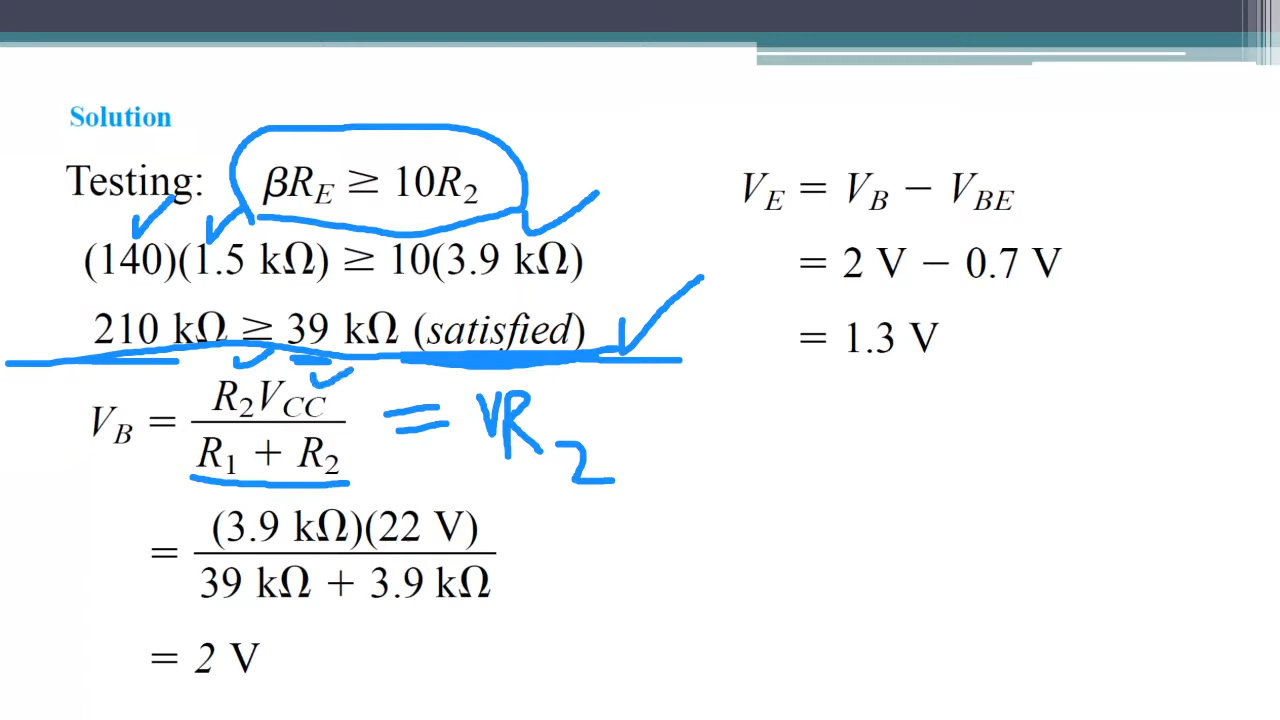 Solution
Testing: βR_E ≥ 10R_2
(140)(1.5 kΩ) ≥ 10(3.9 kΩ)
210 kΩ ≥ 39 kΩ (satisfied)
V_B = R_2V_CC / R_1 + R_2 = VR_2
= (3.9 kΩ)(22 V) / 39 kΩ + 3.9 kΩ
= 2 V
V_E = V_B − V_BE
= 2 V − 0.7 V
= 1.3 V